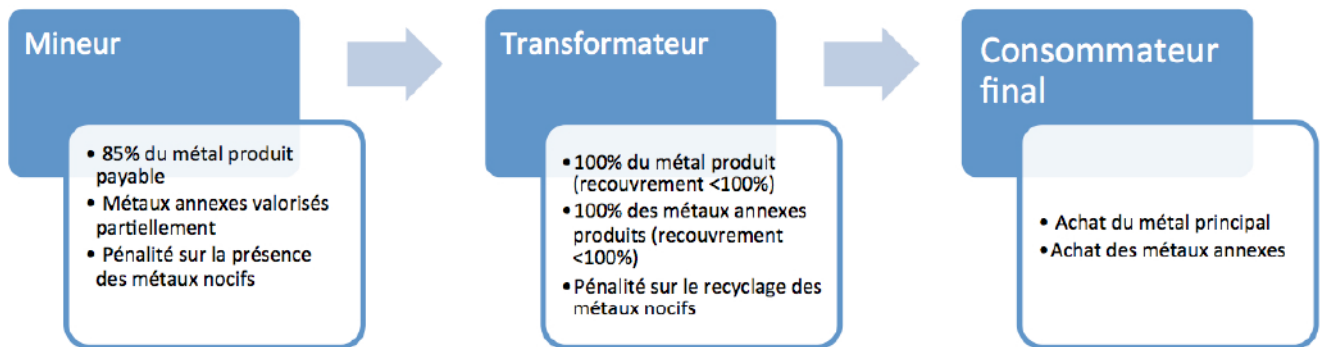 Mineur
• 85% du métal produit
payable
• Métaux annexes valorisés
partiellement
• Pénalité sur la présence
des métaux nocifs
Transformateur
•100% du métal produit
(recouvrement <100%)
•100% des métaux annexes
produits (recouvrement
<100%)
•Pénalité sur le recyclage des
métaux nocifs
Consommateur
final
• Achat du métal principal
•Achat des métaux annexes